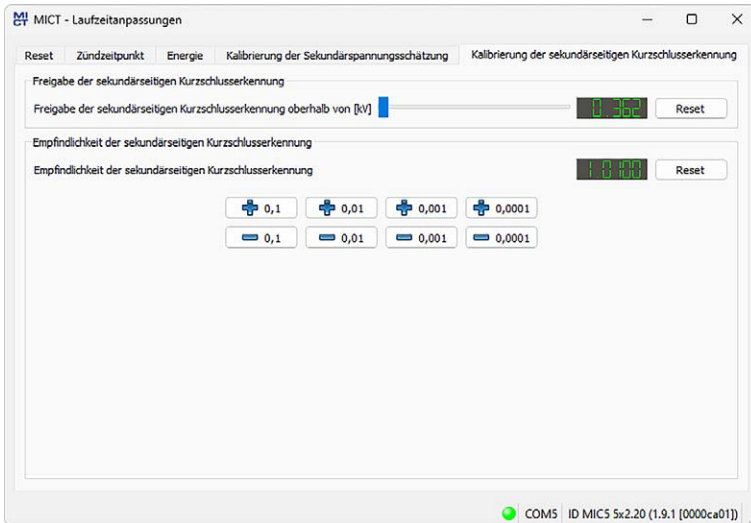 MICT MICT - Laufzeitanpassungen
Reset Zündzeitpunkt Energie Kalibrierung der Sekundärspannungsschätzung Kalibrierung der sekundärseitigen Kurzschlusserkennung
Freigabe der sekundärseitigen Kurzschlusserkennung
Freigabe der sekundärseitigen Kurzschlusserkennung oberhalb von [kV] 0.362 Reset
Empfindlichkeit der sekundärseitigen Kurzschlusserkennung
Empfindlichkeit der sekundärseitigen Kurzschlusserkennung 1.0100 Reset
0,1 0,01 0,001 0,0001
0,1 0,01 0,001 0,0001
COM5 ID MIC5 5x2.20 (1.9.1 [0000ca01])